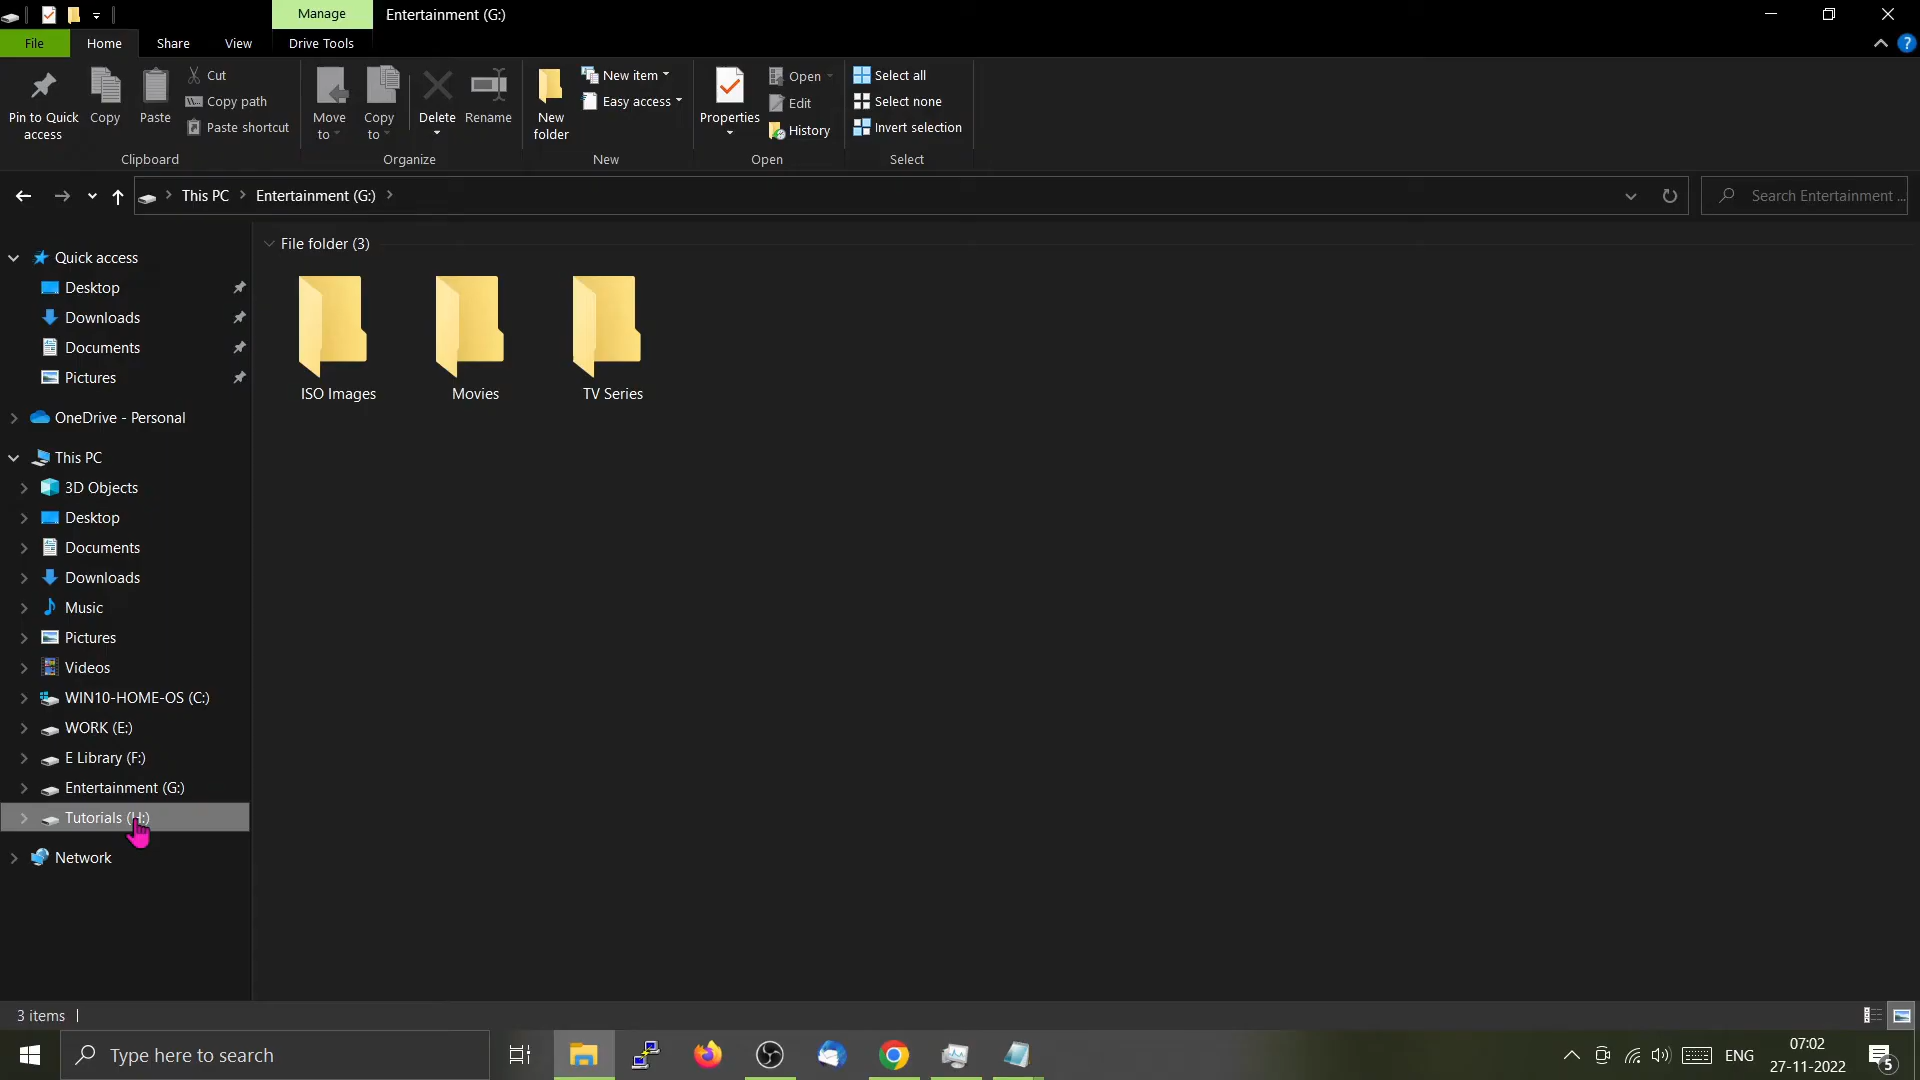 Manage
Entertainment (G:)
File
Home
Share
View
Drive Tools
?
Pin to Quick access
Copy
Paste
Cut
Copy path
Paste shortcut
Clipboard
Move to
Copy to
Delete
Rename
Organize
New folder
New item
Easy access
New
Properties
Open
Edit
History
Open
Select all
Select none
Invert selection
Select
This PC
Entertainment (G:)
Search Entertainment ...
Quick access
Desktop
Downloads
Documents
Pictures
OneDrive - Personal
This PC
3D Objects
Desktop
Documents
Downloads
Music
Pictures
Videos
WIN10-HOME-OS (C:)
WORK (E:)
E Library (F:)
Entertainment (G:)
Tutorials (H:)
Network
File folder (3)
ISO Images
Movies
TV Series
3 items
Type here to search
ENG
07:02
27-11-2022
5